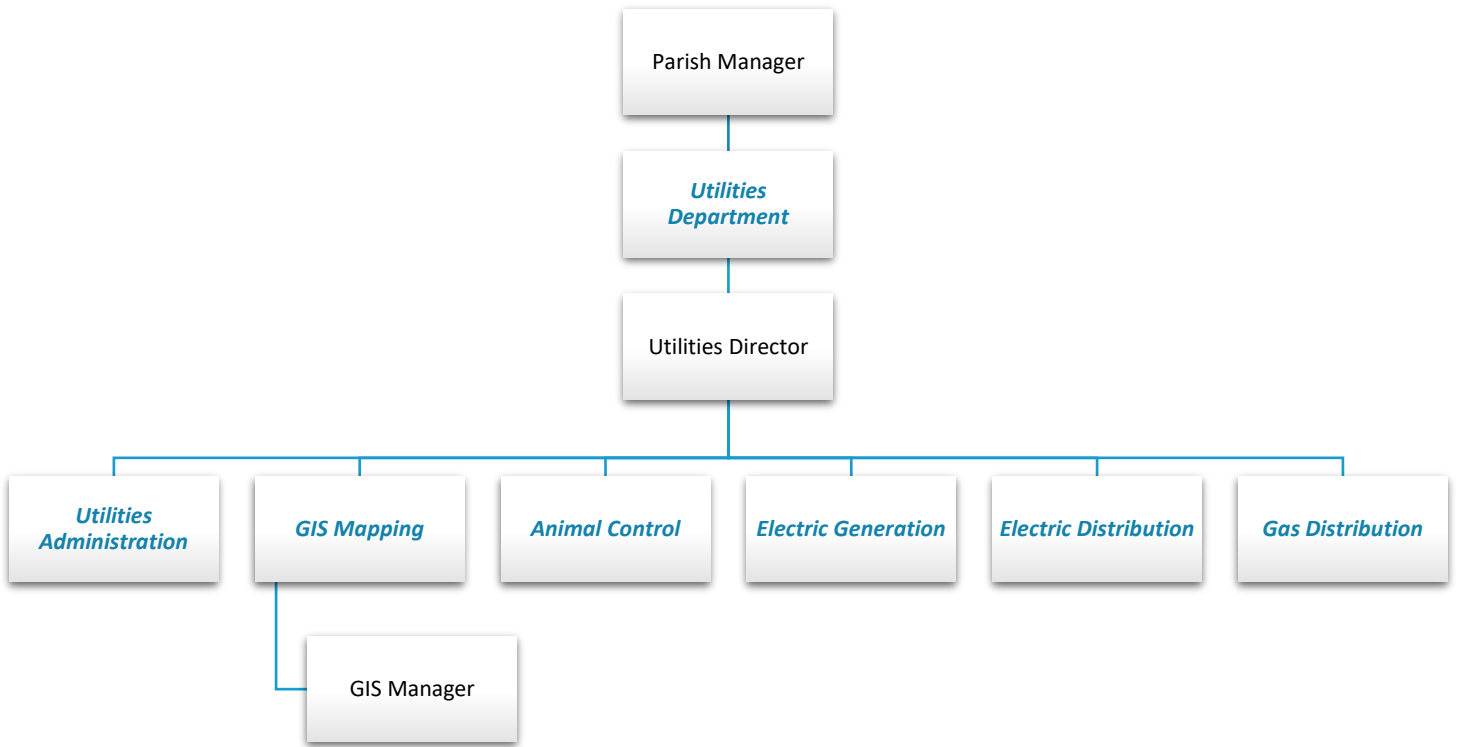 Parish Manager
Utilities
Department
Utilities Director
Utilities
Administration
GIS Mapping
Animal Control
Electric Generation
Electric Distribution
Gas Distribution
GIS Manager